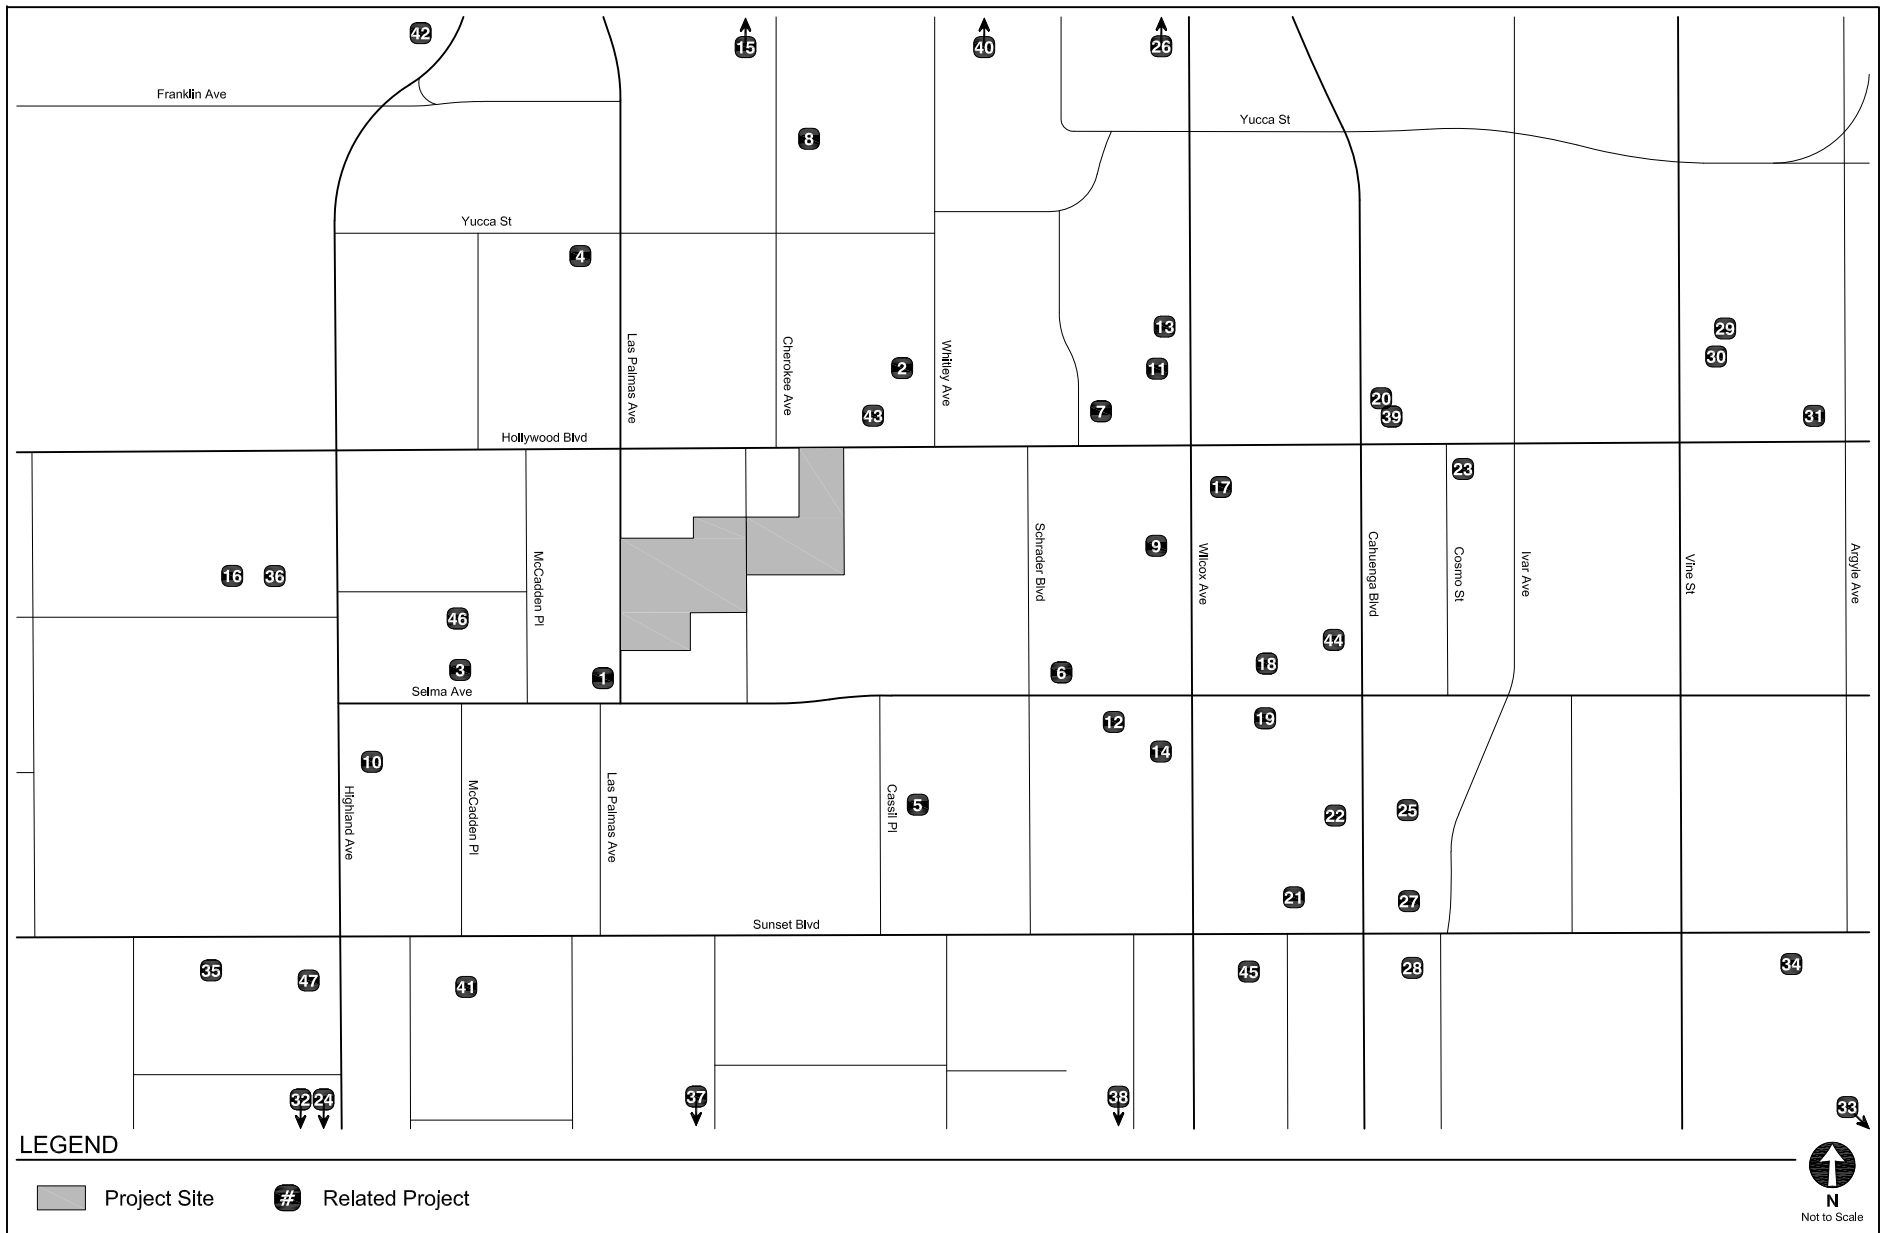 42
15
40
26
Franklin Ave
Yucca St
8
Yucca St
4
13
29
Las Palmas Ave
Cherokee Ave
2
Whitley Ave
11
30
43
7
20
39
31
Hollywood Blvd
23
17
16
36
McCadden Pl
Schrader Blvd
9
Wilcox Ave
Cahuenga Blvd
Cosmo St
Ivar Ave
Vine St
Argyle Ave
46
44
3
1
6
18
Selma Ave
12
19
14
10
Highland Ave
McCadden Pl
Las Palmas Ave
Cassil Pl
5
22
25
21
27
Sunset Blvd
35
47
41
45
28
34
32
24
37
38
33
LEGEND
Project Site
# Related Project
N
Not to Scale